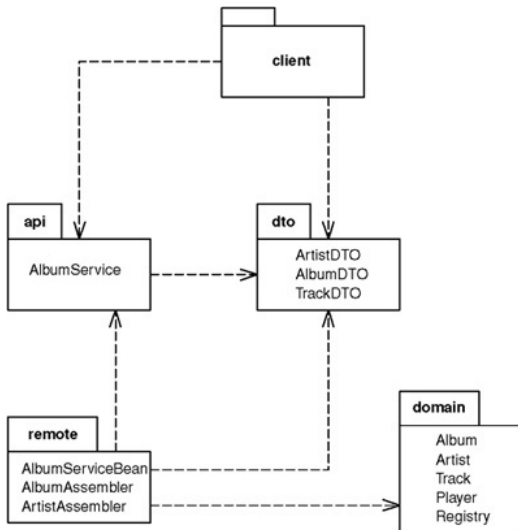 client
api
AlbumService
dto
ArtistDTO
AlbumDTO
TrackDTO
remote
AlbumServiceBean
AlbumAssembler
ArtistAssembler
domain
Album
Artist
Track
Player
Registry